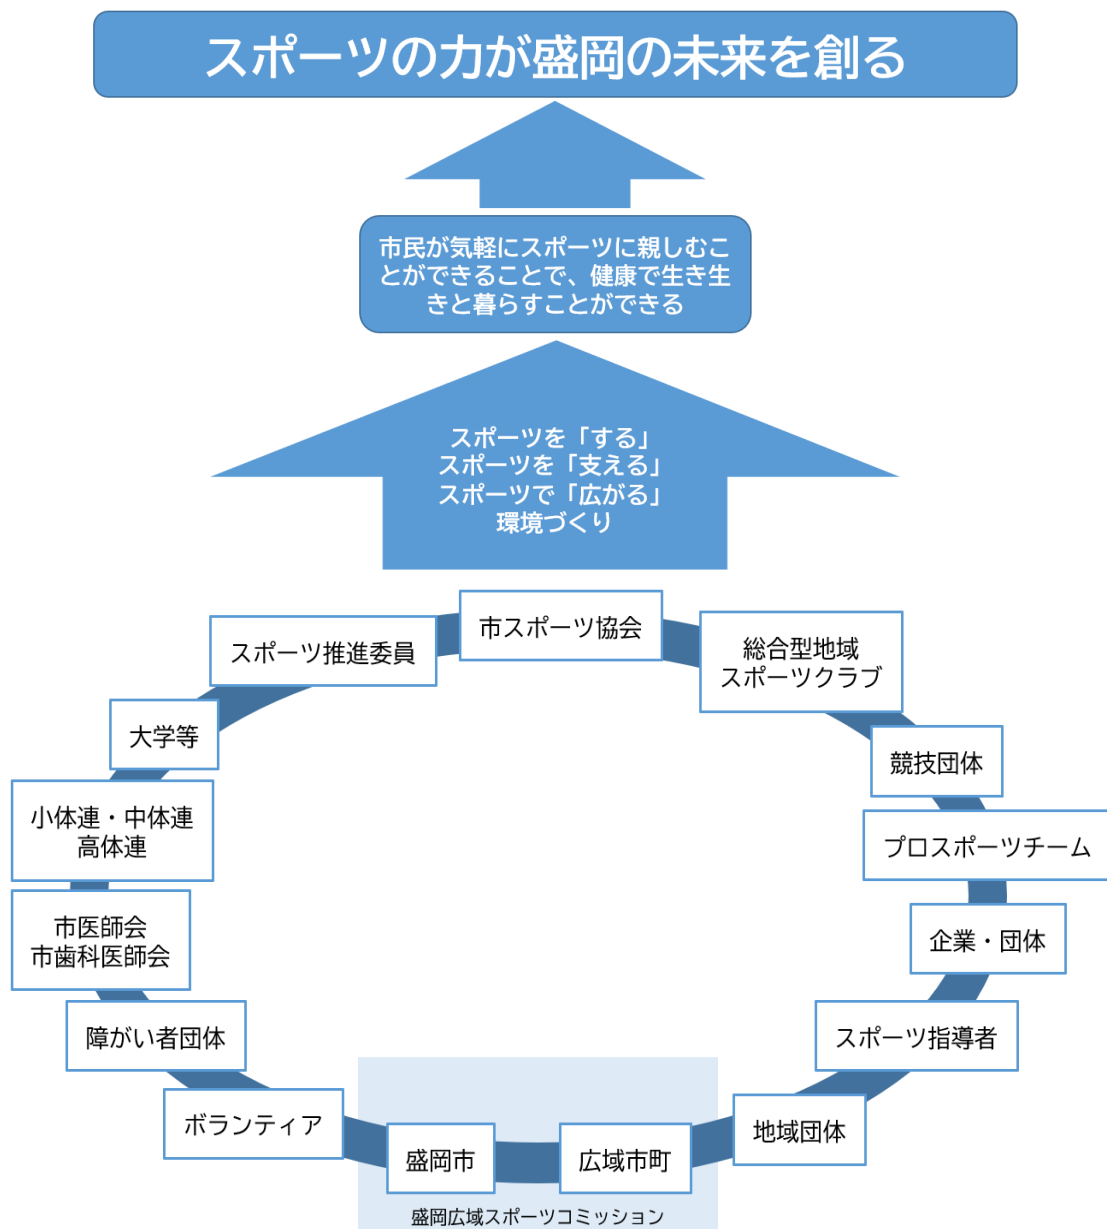 スポーツの力が盛岡の未来を創る
市民が気軽にスポーツに親しむこ
とができることで、健康で生き生
きと暮らすことができる
スポーツを「する」
スポーツを「支える」
スポーツで「広がる」
環境づくり
市スポーツ協会
スポーツ推進委員
総合型地域
スポーツクラブ
大学等
競技団体
小体連・中体連
高体連
プロスポーツチーム
市医師会
市歯科医師会
企業・団体
障がい者団体
スポーツ指導者
ボランティア
地域団体
盛岡市
広域市町
盛岡広域スポーツコミッション